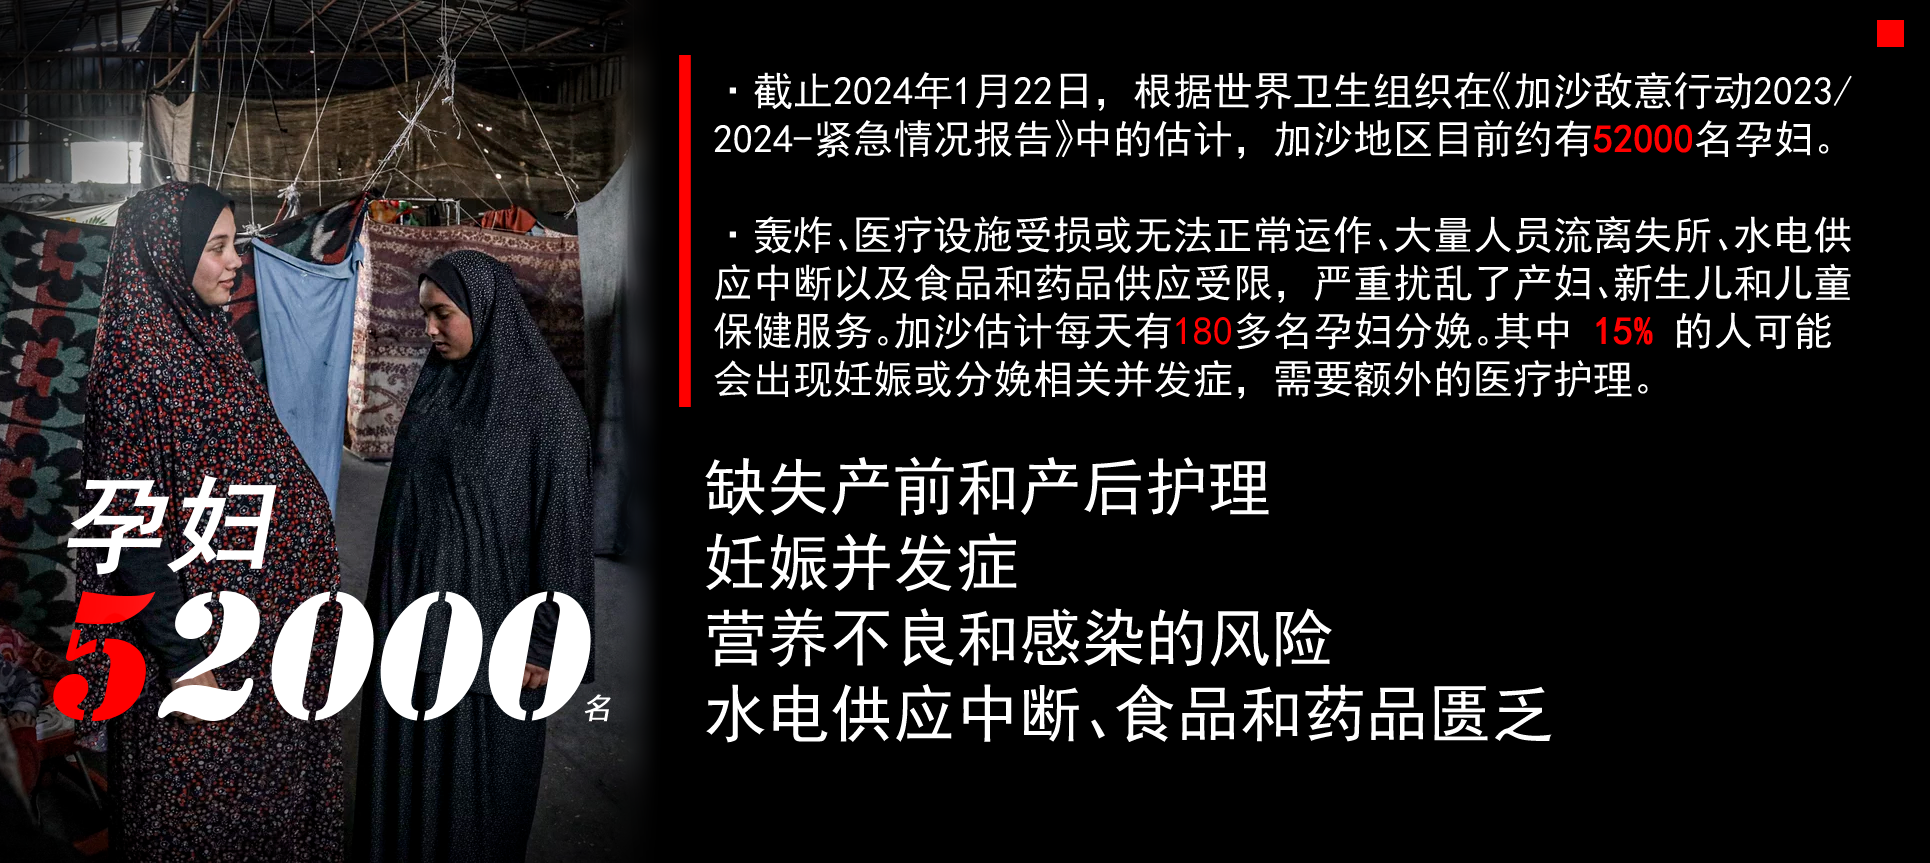 · 截止2024年1月22日，根据世界卫生组织在《加沙敌意行动2023/
2024-紧急情况报告》中的估计，加沙地区目前约有52000名孕妇。
· 轰炸、医疗设施受损或无法正常运作、大量人员流离失所、水电供
应中断以及食品和药品供应受限，严重扰乱了产妇、新生儿和儿童
保健服务。加沙估计每天有180多名孕妇分娩。其中 15% 的人可能
会出现妊娠或分娩相关并发症，需要额外的医疗护理。
缺失产前和产后护理
妊娠并发症
营养不良和感染的风险
水电供应中断、食品和药品匮乏
孕妇
52000名